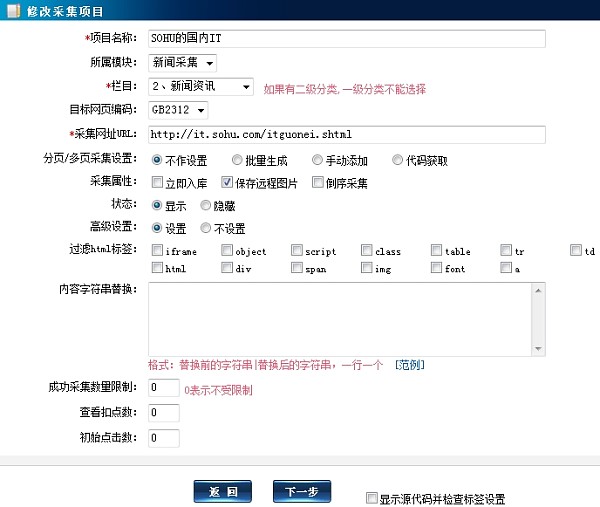 修改采集项目
*项目名称: SOHU的国内IT
所属模块: 新闻采集
*栏目: 2、新闻资讯 如果有二级分类,一级分类不能选择
目标网页编码: GB2312
*采集网址URL: http://it.sohu.com/itguonei.shtml
分页/多页采集设置: 不作设置 批量生成 手动添加 代码获取
采集属性: 立即入库 保存远程图片 倒序采集
状态: 显示 隐藏
高级设置: 设置 不设置
过滤html标签: iframe object script class table tr td
html div span img font a
内容字符串替换:
格式: 替换前的字符串|替换后的字符串，一行一个 [范例]
成功采集数量限制: 0 0表示不受限制
查看扣点数: 0
初始点击数: 0
返 回 下一步 显示源代码并检查标签设置